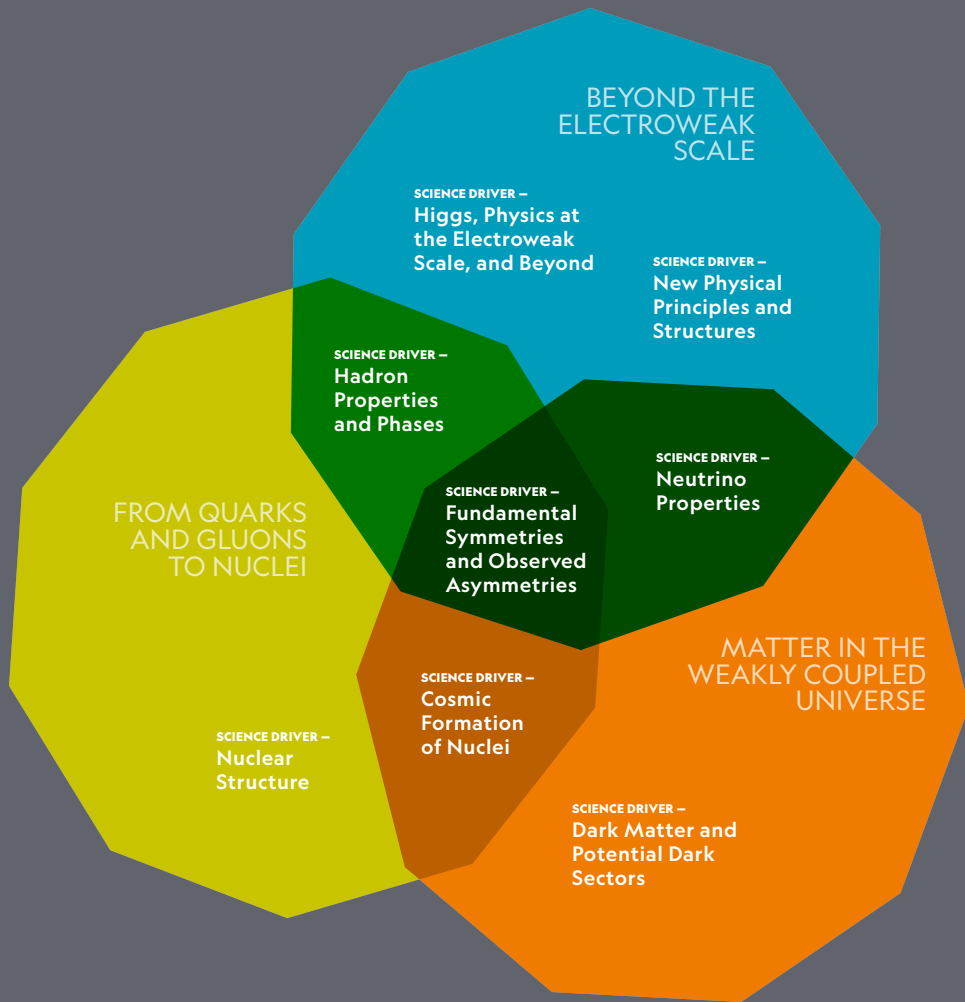 BEYOND THE
ELECTROWEAK
SCALE
SCIENCE DRIVER –
Higgs, Physics at
the Electroweak
Scale, and Beyond
SCIENCE DRIVER –
New Physical
Principles and
Structures
SCIENCE DRIVER –
Hadron
Properties
and Phases
SCIENCE DRIVER –
Neutrino
Properties
SCIENCE DRIVER –
Fundamental
Symmetries
and Observed
Asymmetries
FROM QUARKS
AND GLUONS
TO NUCLEI
MATTER IN THE
WEAKLY COUPLED
UNIVERSE
SCIENCE DRIVER –
Cosmic
Formation
of Nuclei
SCIENCE DRIVER –
Nuclear
Structure
SCIENCE DRIVER –
Dark Matter and
Potential Dark
Sectors